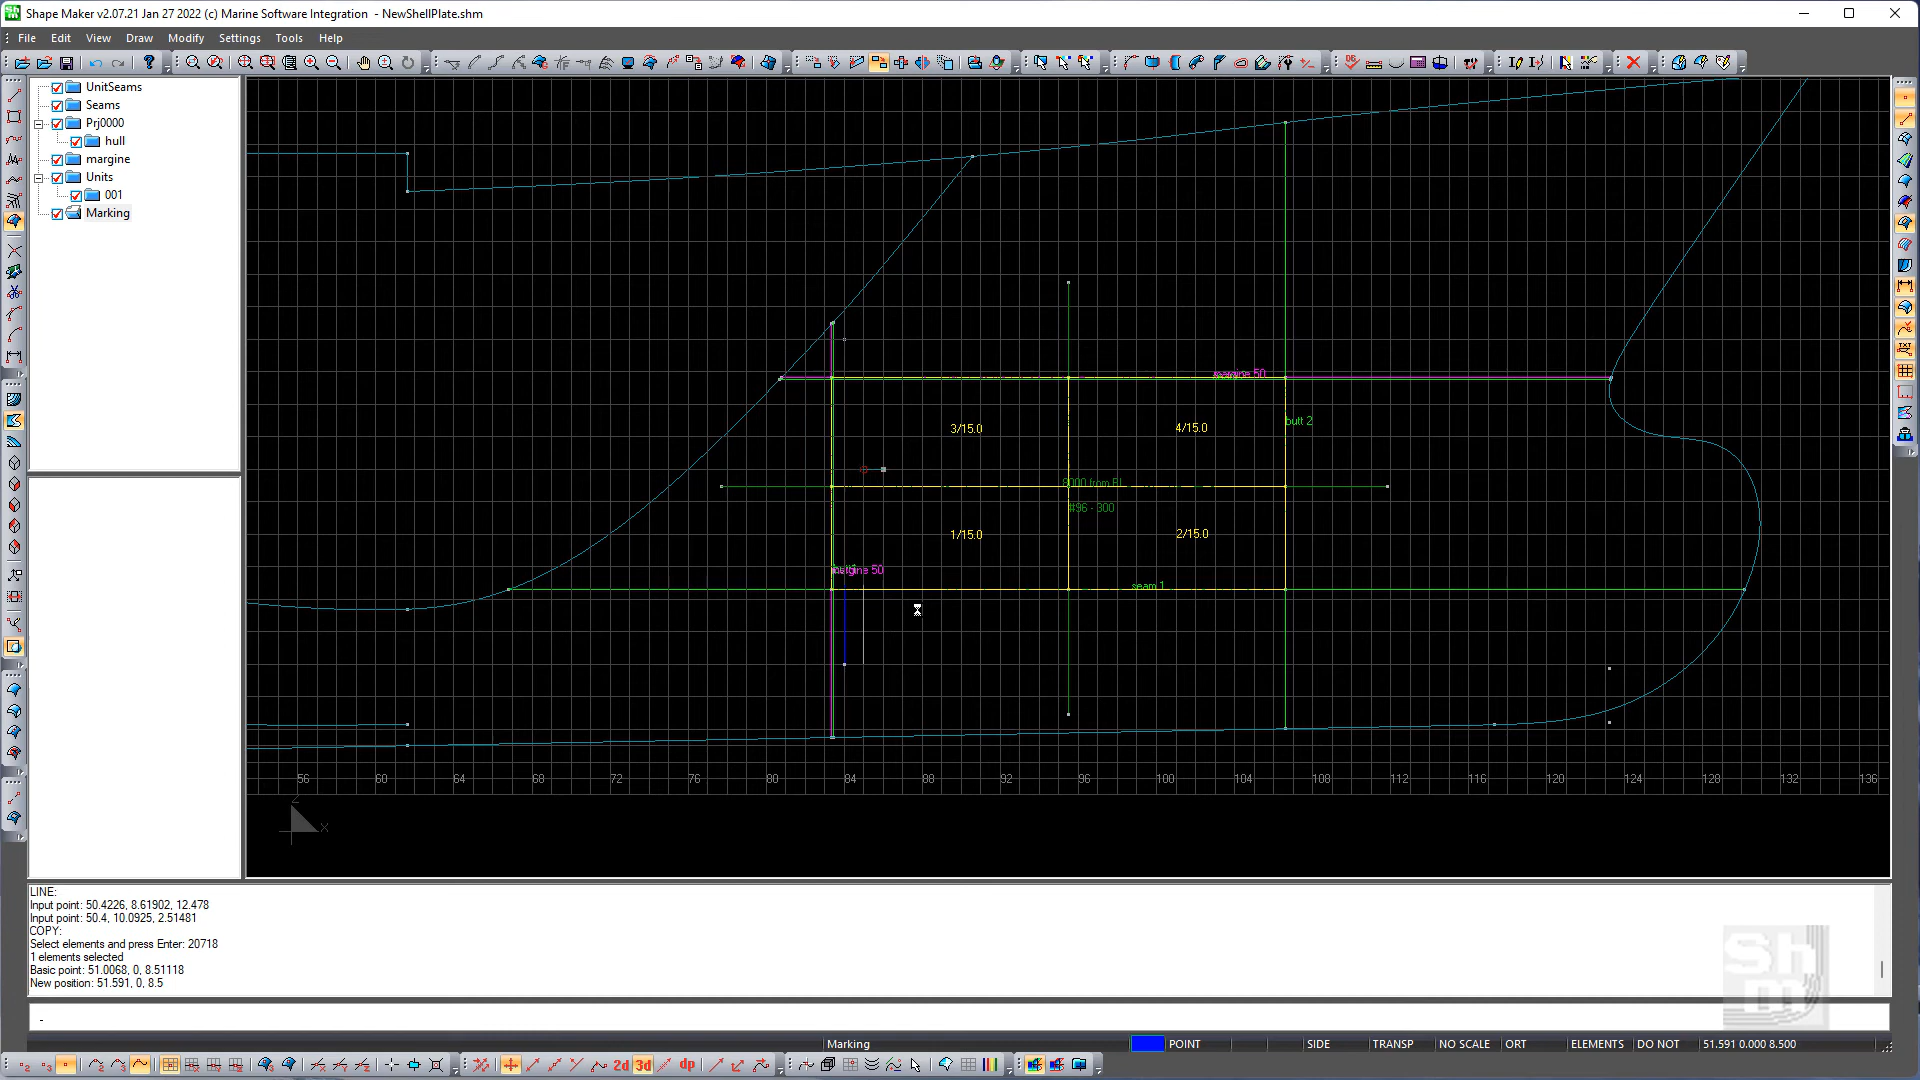 Shape Maker v2.07.21 Jan 27 2022 (c) Marine Software Integration - NewShellPlate.shm
File Edit View Draw Modify Settings Tools Help
UnitSeams
Seams
Prj0000
hull
margine
Units
001
Marking
margine 50
3/15.0
4/15.0
butt 2
8000 from BL
#96 - 300
1/15.0
2/15.0
margine 50
seam 1
56 60 64 68 72 76 80 84 88 92 96 100 104 108 112 116 120 124 128 132 136
Z
X
LINE:
Input point: 50.4226, 8.61902, 12.478
Input point: 50.4, 10.0925, 2.51481
COPY:
Select elements and press Enter: 20718
1 elements selected
Basic point: 51.0068, 0, 8.51118
New position: 51.591, 0, 8.5
-
Sh
m
Marking POINT SIDE TRANSP NO SCALE ORT ELEMENTS DO NOT 51.591 0.000 8.500
2d 3d dp